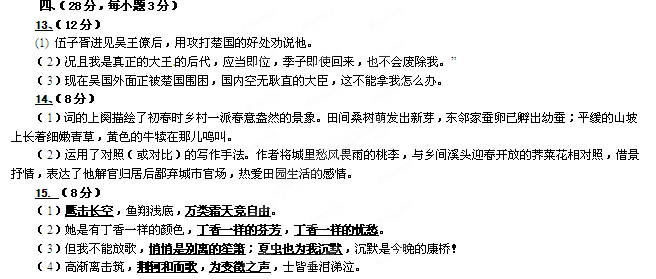 四、（28分，每小题3分）
13、（12分）
(1) 伍子胥进见吴王僚后，用攻打楚国的好处劝说他。
（2）况且我是真正的大王的后代，应当即位，季子即使回来，也不会废除我。”
（3）现在吴国外面正被楚国围困，国内空无耿直的大臣，这不能拿我怎么办。
14、（8分）
（1）词的上阕描绘了初春时乡村一派春意盎然的景象。田间桑树萌发出新芽，东邻家蚕卵已孵出幼蚕；平缓的山坡
上长着细嫩青草，黄色的牛犊在那儿鸣叫。
（2）运用了对照（或对比）的写作手法。作者将城里愁风畏雨的桃李，与乡间溪头迎春开放的荠菜花相对照，借景
抒情，表达了他解官归居后鄙弃城市官场，热爱田园生活的感情。
15. （8分）
（1）鹰击长空，鱼翔浅底，万类霜天竞自由。
（2）她是有丁香一样的颜色，丁香一样的芬芳，丁香一样的忧愁。
（3）但我不能放歌，悄悄是别离的笙箫；夏虫也为我沉默，沉默是今晚的康桥！
（4）高渐离击筑，荆轲和而歌，为变徵之声，士皆垂泪涕泣。